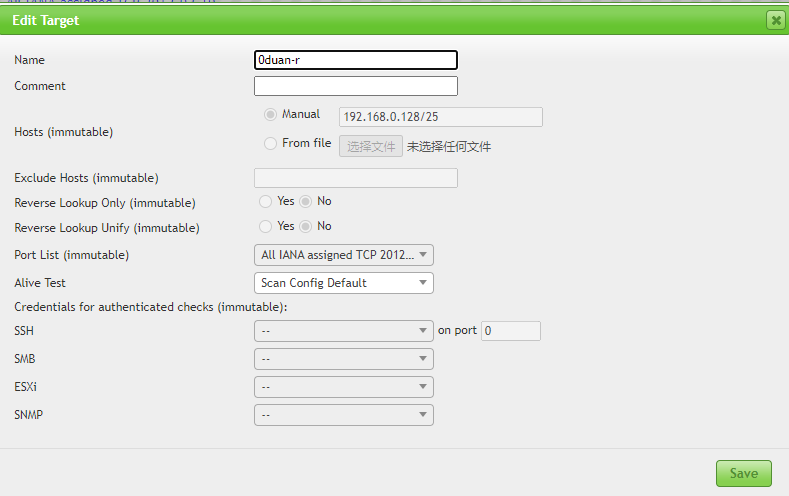 Edit Target
Name 0duan-r
Comment
Hosts (immutable)
Manual 192.168.0.128/25
From file 选择文件 未选择任何文件
Exclude Hosts (immutable)
Reverse Lookup Only (immutable) Yes No
Reverse Lookup Unify (immutable) Yes No
Port List (immutable) All IANA assigned TCP 2012...
Alive Test Scan Config Default
Credentials for authenticated checks (immutable):
SSH -- on port 0
SMB --
ESXi --
SNMP --
Save